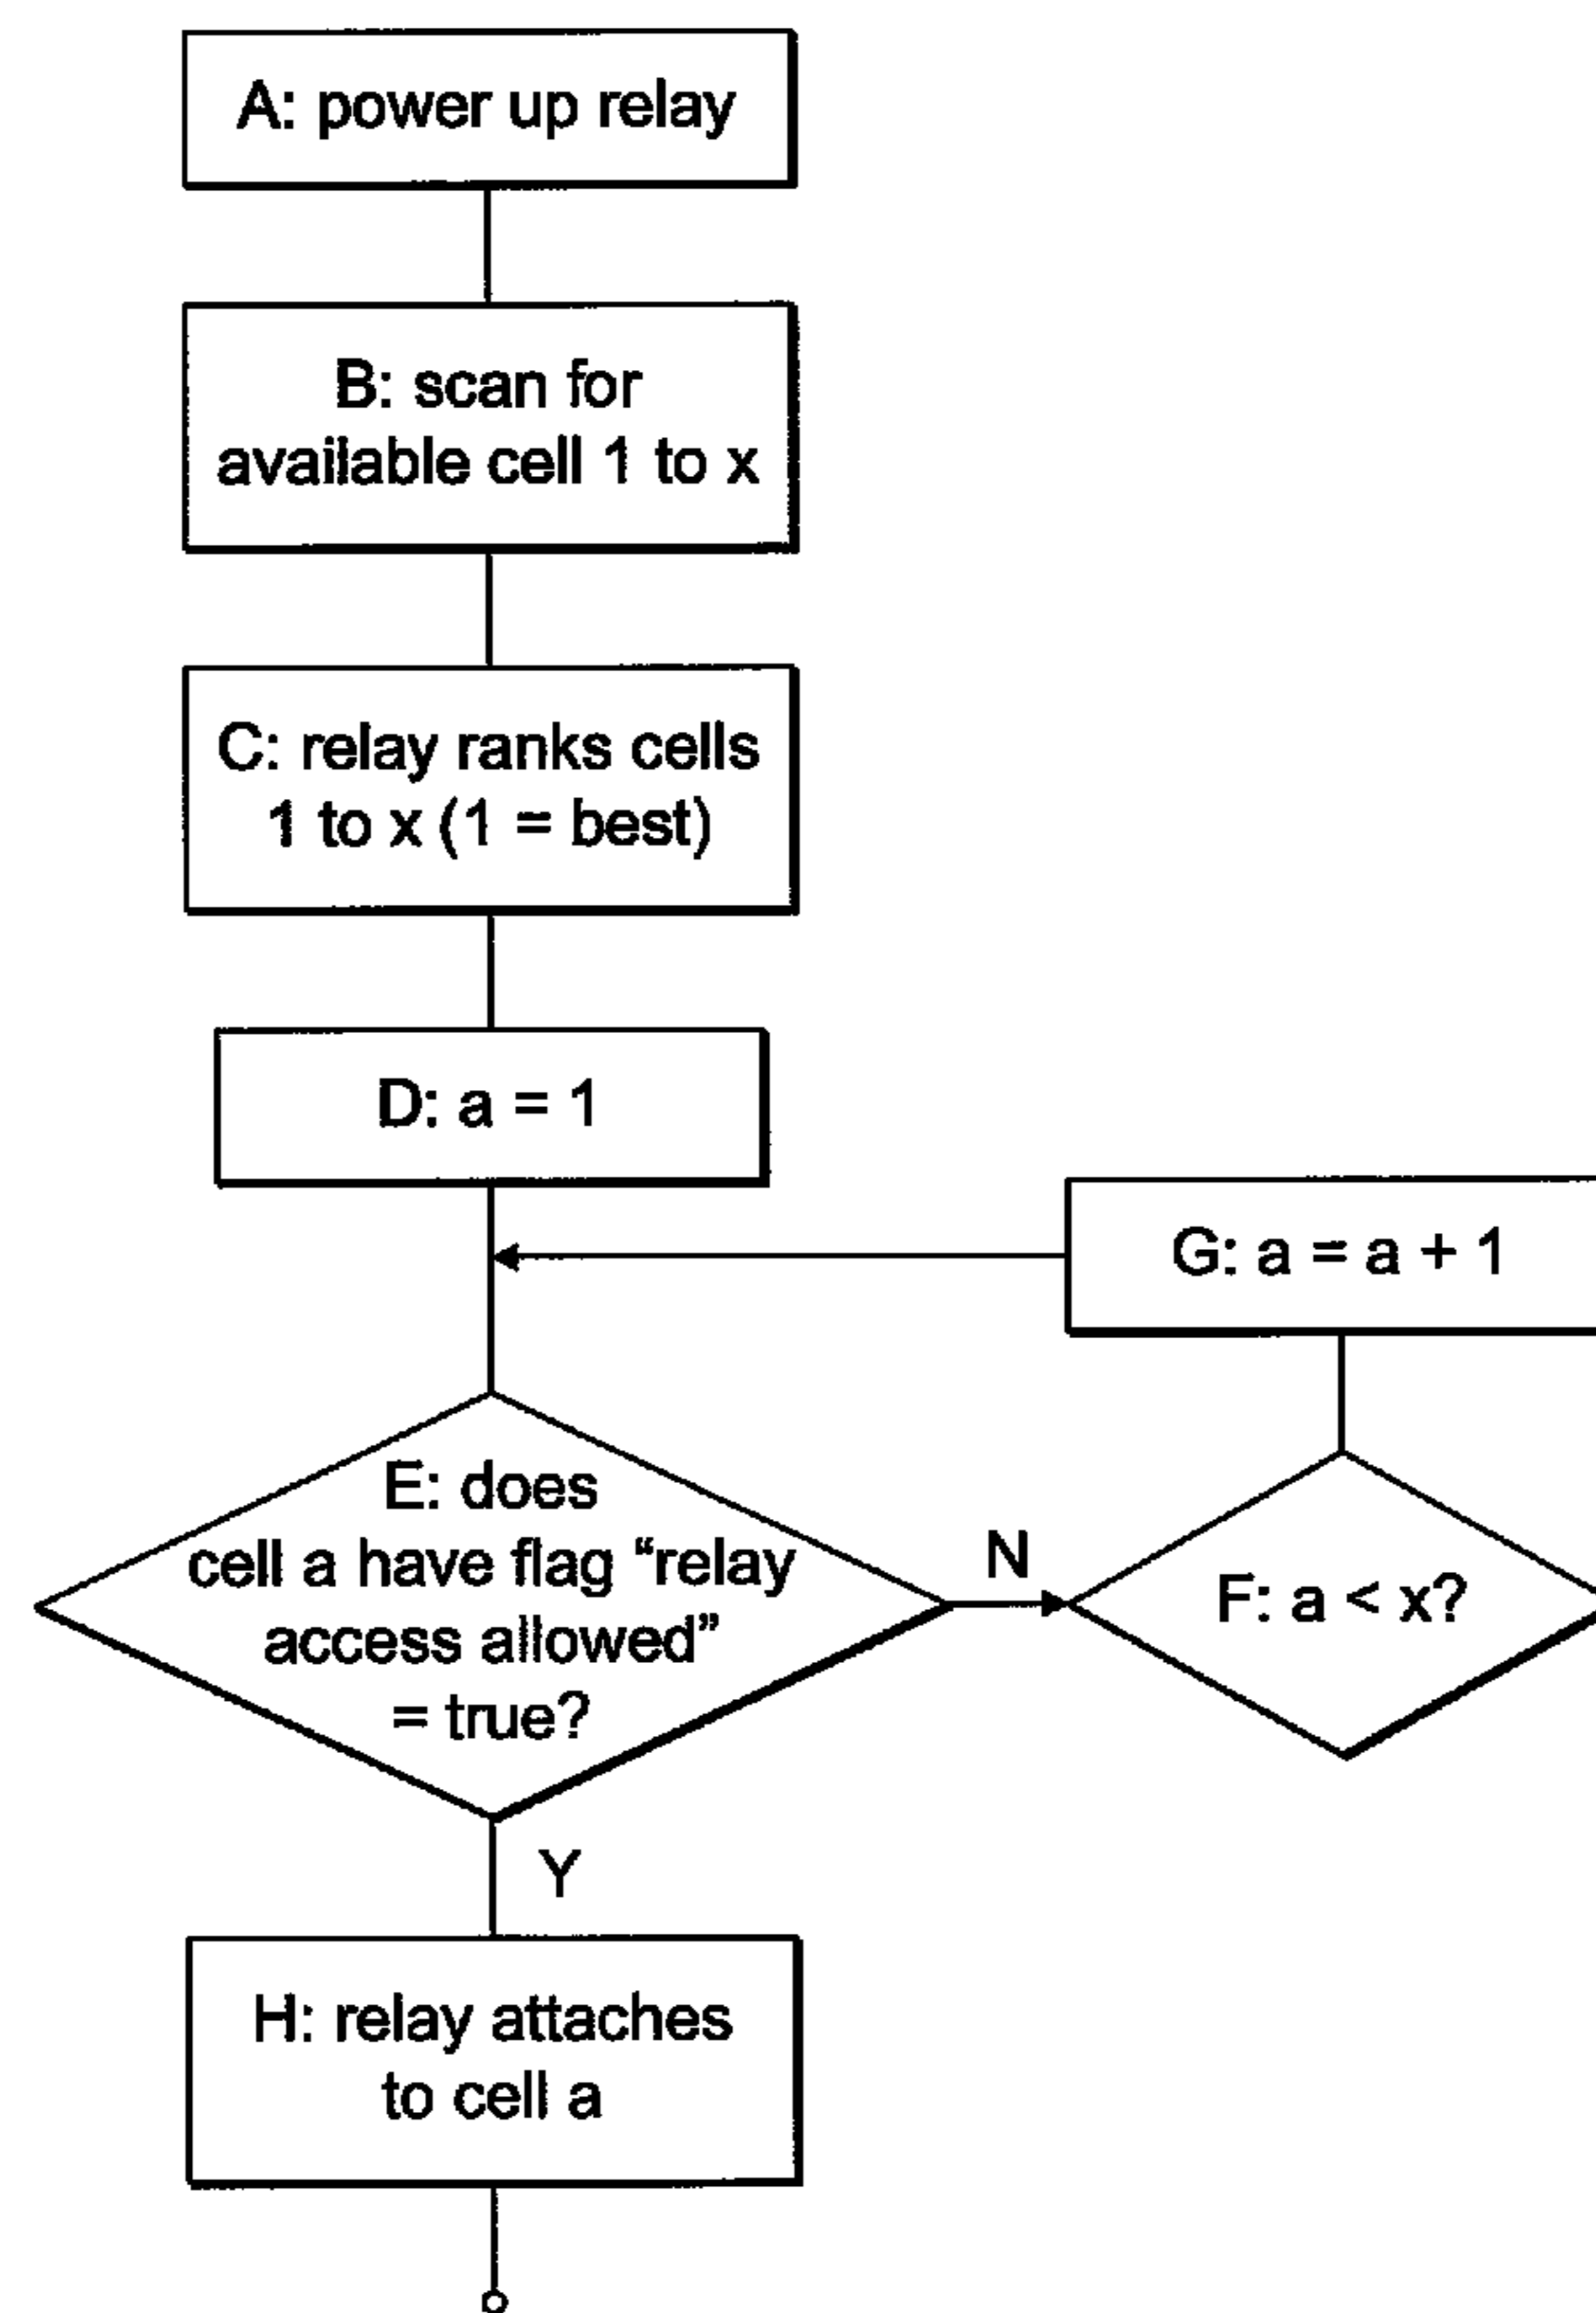 A: power up relay
B: scan for
available cell 1 to x
C: relay ranks cells
1 to x (1 = best)
D: a = 1
G: a = a + 1
E: does
cell a have flag “relay
access allowed”
= true?
N
F: a < x?
Y
H: relay attaches
to cell a